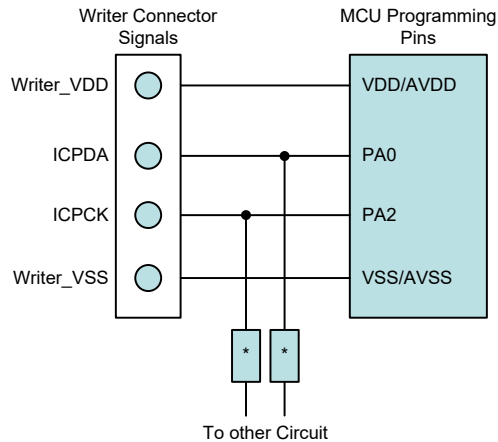 Writer Connector
Signals
MCU Programming
Pins
Writer_VDD
VDD/AVDD
ICPDA
PA0
ICPCK
PA2
Writer_VSS
VSS/AVSS
* *
To other Circuit